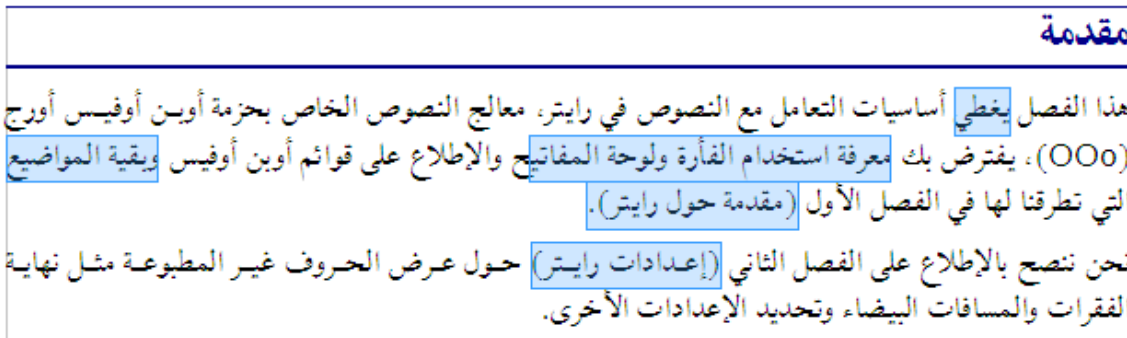 مقدمة
هذا الفصل يغطي أساسيات التعامل مع النصوص في رايتر، معالج النصوص الخاص بحزمة أوبن أوفيس أورج
(OOo)، يفترض بك معرفة استخدام الفأرة ولوحة المفاتيح والإطلاع على قوائم أوبن أوفيس وبقية المواضيع
التي تطرقنا لها في الفصل الأول (مقدمة حول رايتر).
نحن ننصح بالإطلاع على الفصل الثاني (إعدادات رايتر) حول عرض الحروف غير المطبوعة مثل نهاية
الفقرات والمسافات البيضاء وتحديد الإعدادات الأخرى.